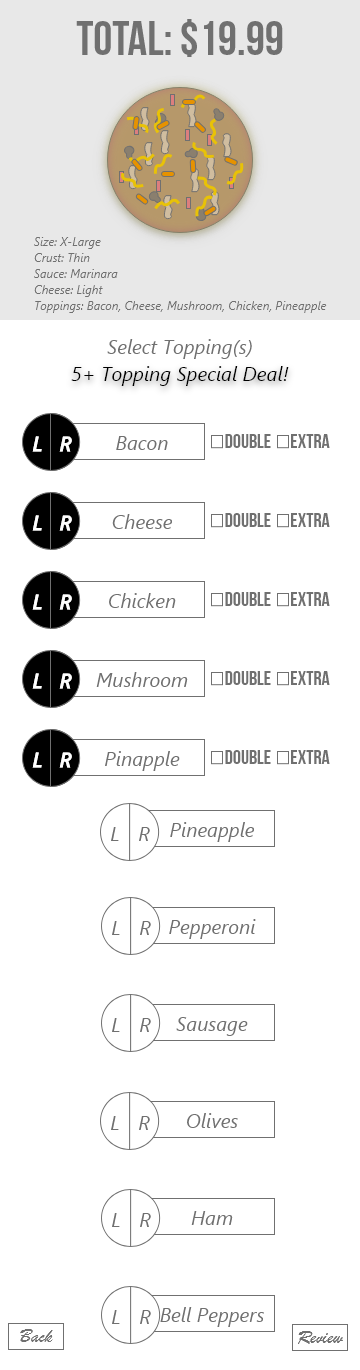 TOTAL: $19.99
Size: X-Large
Crust: Thin
Sauce: Marinara
Cheese: Light
Toppings: Bacon, Cheese, Mushroom, Chicken, Pineapple
Select Topping(s)
5+ Topping Special Deal!
L R Bacon DOUBLE EXTRA
L R Cheese DOUBLE EXTRA
L R Chicken DOUBLE EXTRA
L R Mushroom DOUBLE EXTRA
L R Pinapple DOUBLE EXTRA
L R Pineapple
L R Pepperoni
L R Sausage
L R Olives
L R Ham
L R Bell Peppers
Back Review